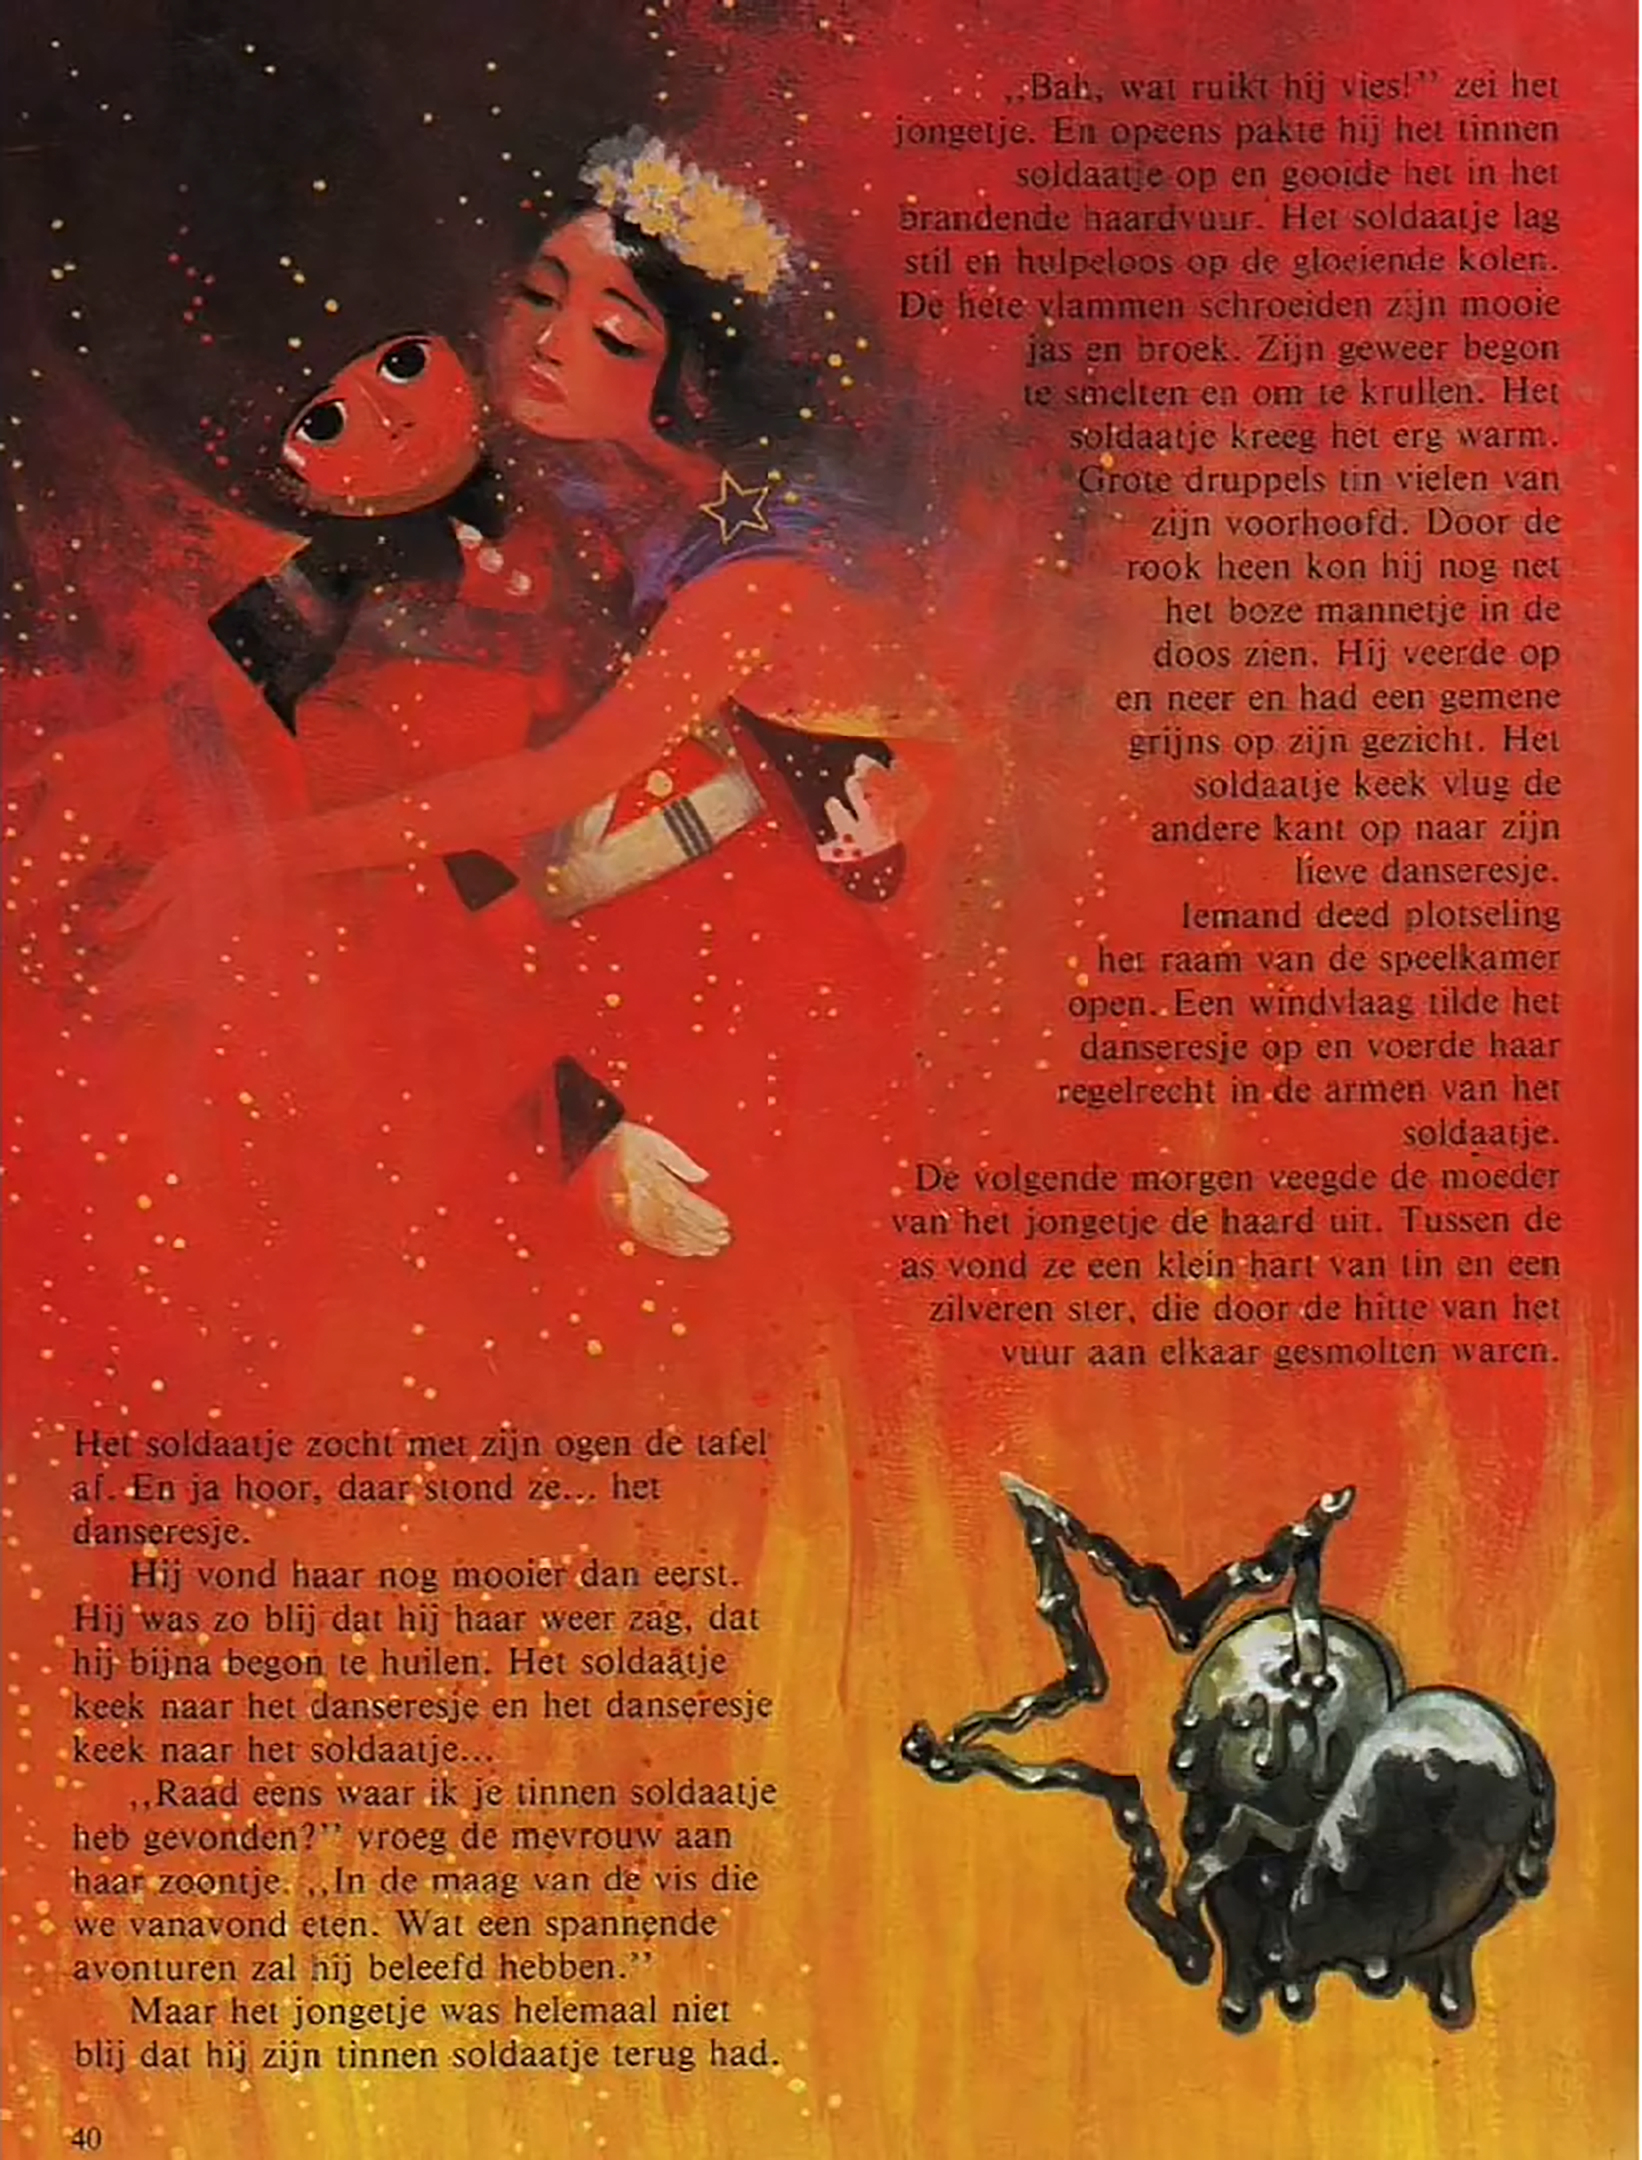 Het soldaatje zocht met zijn ogen de tafel
af. En ja hoor, daar stond ze... het
danseresje.
Hij vond haar nog mooier dan eerst.
Hij was zo blij dat hij haar weer zag, dat
hij bijna begon te huilen. Het soldaatje
keek naar het danseresje en het danseresje
keek naar het soldaatje...
,,Raad eens waar ik je tinnen soldaatje
heb gevonden?’’ vroeg de mevrouw aan
haar zoontje. ,,In de maag van de vis die
we vanavond eten. Wat een spannende
avonturen zal hij beleefd hebben.’’
Maar het jongetje was helemaal niet
blij dat hij zijn tinnen soldaatje terug had.
,,Bah, wat ruikt hij vies!’’ zei het
jongetje. En opeens pakte hij het tinnen
soldaatje op en gooide het in het
brandende haardvuur. Het soldaatje lag
stil en hulpeloos op de gloeiende kolen.
De hete vlammen schroeiden zijn mooie
jas en broek. Zijn geweer begon
te smelten en om te krullen. Het
soldaatje kreeg het erg warm.
Grote druppels tin vielen van
zijn voorhoofd. Door de
rook heen kon hij nog net
het boze mannetje in de
doos zien. Hij veerde op
en neer en had een gemene
grijns op zijn gezicht. Het
soldaatje keek vlug de
andere kant op naar zijn
lieve danseresje.
Iemand deed plotseling
het raam van de speelkamer
open. Een windvlaag tilde het
danseresje op en voerde haar
regelrecht in de armen van het
soldaatje.
De volgende morgen veegde de moeder
van het jongetje de haard uit. Tussen de
as vond ze een klein hart van tin en een
zilveren ster, die door de hitte van het
vuur aan elkaar gesmolten waren.
40